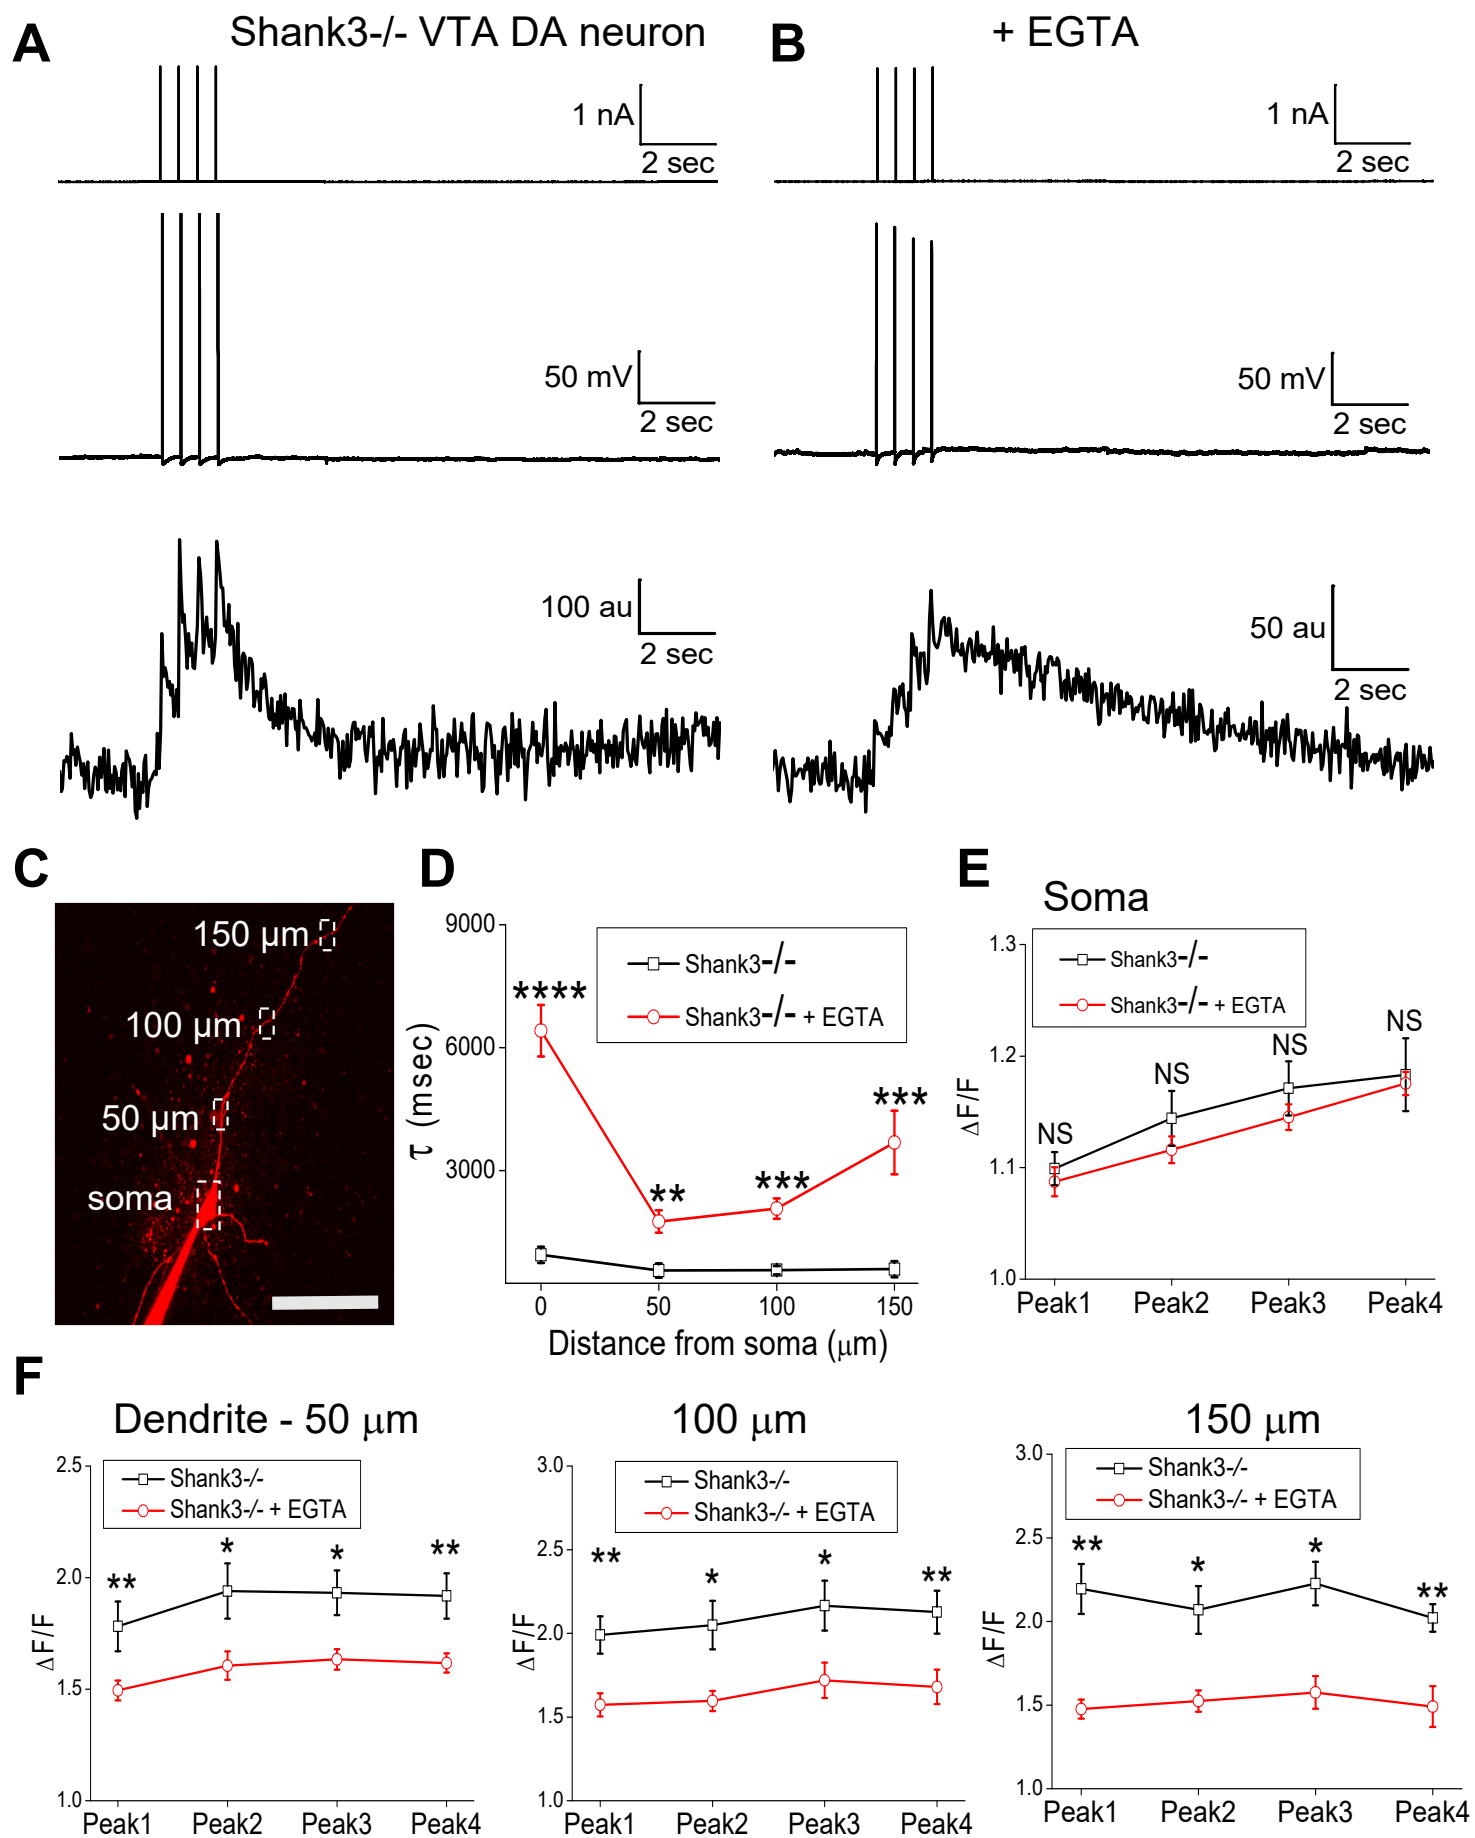 A
Shank3-/- VTA DA neuron
B
+ EGTA
1 nA
2 sec
1 nA
2 sec
50 mV
2 sec
50 mV
2 sec
100 au
2 sec
50 au
2 sec
C
150 μm
100 μm
50 μm
soma
D
9000
6000
3000
τ (msec)
Shank3-/-
Shank3-/- + EGTA
****
**
***
***
0
50
100
150
Distance from soma (μm)
E
Soma
1.3
1.2
1.1
1.0
ΔF/F
Shank3-/-
Shank3-/- + EGTA
NS
NS
NS
NS
Peak1
Peak2
Peak3
Peak4
F
Dendrite - 50 μm
2.5
2.0
1.5
1.0
ΔF/F
Shank3-/-
Shank3-/- + EGTA
**
*
*
**
Peak1
Peak2
Peak3
Peak4
100 μm
3.0
2.5
2.0
1.5
1.0
ΔF/F
Shank3-/-
Shank3-/- + EGTA
**
*
*
**
Peak1
Peak2
Peak3
Peak4
150 μm
3.0
2.5
2.0
1.5
1.0
ΔF/F
Shank3-/-
Shank3-/- + EGTA
**
*
*
**
Peak1
Peak2
Peak3
Peak4